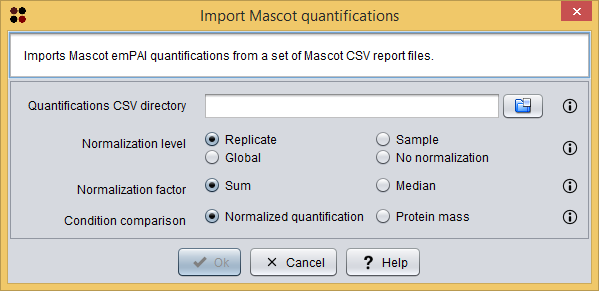 Import Mascot quantifications
Imports Mascot emPAI quantifications from a set of Mascot CSV report files.
Quantifications CSV directory
Normalization level Replicate Sample
Global No normalization
Normalization factor Sum Median
Condition comparison Normalized quantification Protein mass
Ok Cancel ? Help